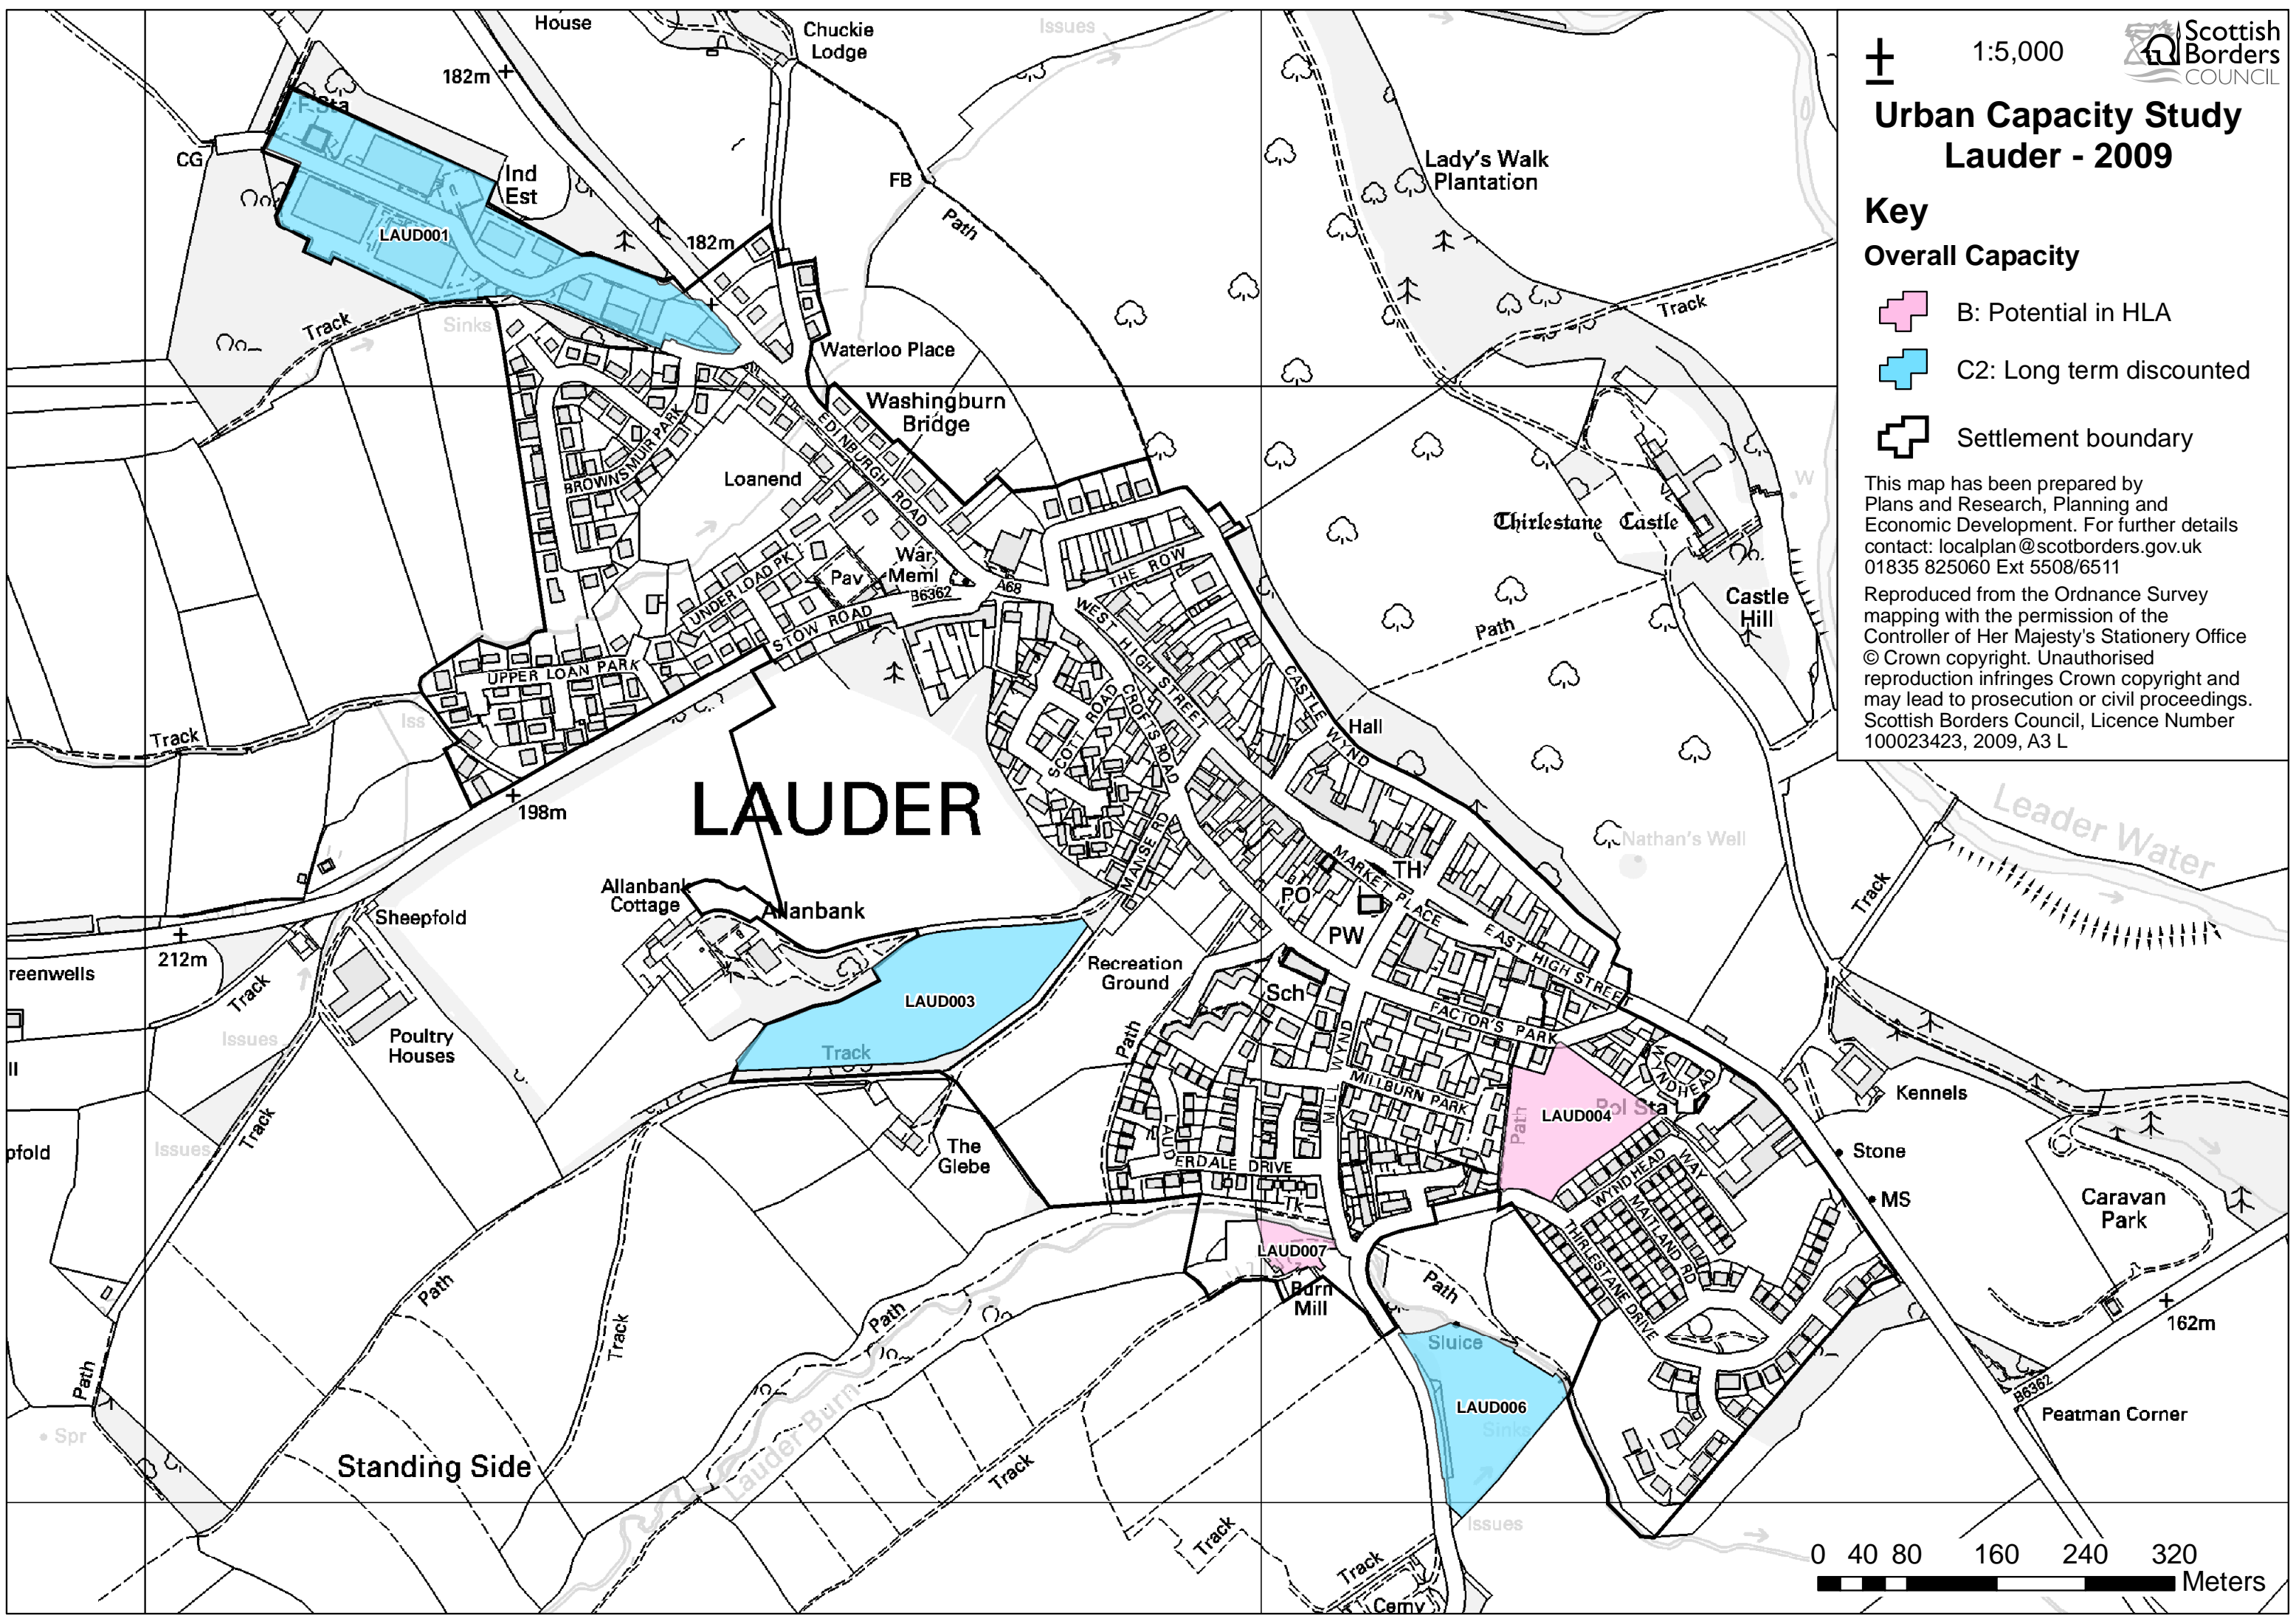 House
Chuckie
Lodge
Issues
182m
F Sta
CG
Ind
Est
LAUD001
182m
FB
Path
Lady's Walk
Plantation
Track
Track
Sinks
Waterloo Place
Washingburn
Bridge
EDINBURGH ROAD
BROWNSMUIR PARK
Loanend
Thirlestane Castle
W
Castle
Hill
War
Meml
Pav
A68
B6362
THE ROW
UNDER LOAD PK
STOW ROAD
WEST HIGH STREET
UPPER LOAN PARK
Path
CASTLE WYND
Hall
SCOT ROAD
CROFTS ROAD
Iss
Track
198m
LAUDER
MANSE RD
Nathan's Well
Leader Water
Allanbank
Cottage
Allanbank
Sheepfold
212m
reenwells
Track
Issues
Poultry
Houses
TH
MARKET PLACE
PO
PW
EAST HIGH STREET
Track
Recreation
Ground
LAUD003
Track
Sch
FACTOR'S PARK
Path
MILL WYND
MILLBURN PARK
WYNDHEAD
Pol Sta
LAUD004
Path
Kennels
Stone
MS
Caravan
Park
ll
pfold
Issues
Track
The
Glebe
LAUDERDALE DRIVE
Tk
WYNDHEAD WAY
MAITLAND RD
THIRLESTANE DRIVE
LAUD007
Burn
Mill
Path
Path
Path
Track
Path
Sluice
LAUD006
Sinks
Issues
162m
B6362
Peatman Corner
Spr
Standing Side
Lauder Burn
Track
Track
Track
Cemy
1:5,000
Scottish
Borders
COUNCIL
Urban Capacity Study
Lauder - 2009
Key
Overall Capacity
B: Potential in HLA
C2: Long term discounted
Settlement boundary
This map has been prepared by
Plans and Research, Planning and
Economic Development. For further details
contact: localplan@scotborders.gov.uk
01835 825060 Ext 5508/6511
Reproduced from the Ordnance Survey
mapping with the permission of the
Controller of Her Majesty's Stationery Office
© Crown copyright. Unauthorised
reproduction infringes Crown copyright and
may lead to prosecution or civil proceedings.
Scottish Borders Council, Licence Number
100023423, 2009, A3 L
0 40 80 160 240 320
Meters